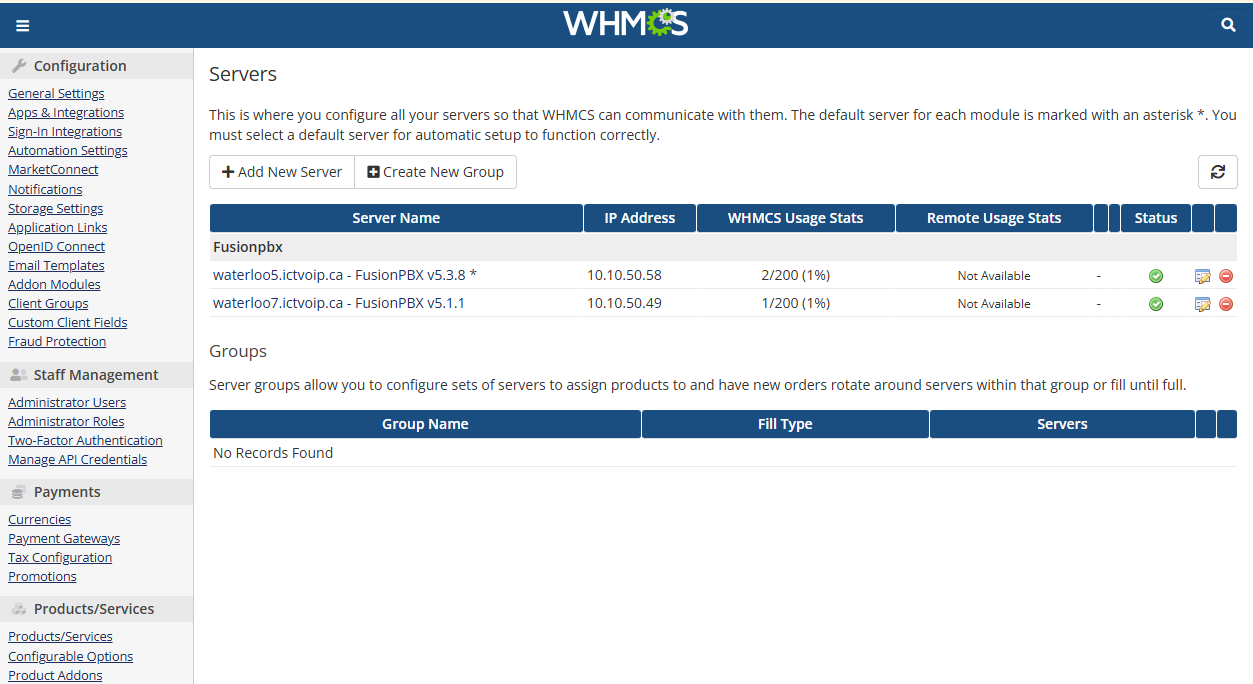 WHMCS
Configuration
General Settings
Apps & Integrations
Sign-In Integrations
Automation Settings
MarketConnect
Notifications
Storage Settings
Application Links
OpenID Connect
Email Templates
Addon Modules
Client Groups
Custom Client Fields
Fraud Protection
Staff Management
Administrator Users
Administrator Roles
Two-Factor Authentication
Manage API Credentials
Payments
Currencies
Payment Gateways
Tax Configuration
Promotions
Products/Services
Products/Services
Configurable Options
Product Addons
Servers
This is where you configure all your servers so that WHMCS can communicate with them. The default server for each module is marked with an asterisk *. You
must select a default server for automatic setup to function correctly.
Add New Server Create New Group
Server Name IP Address WHMCS Usage Stats Remote Usage Stats Status
Fusionpbx
waterloo5.ictvoip.ca - FusionPBX v5.3.8 * 10.10.50.58 2/200 (1%) Not Available -
waterloo7.ictvoip.ca - FusionPBX v5.1.1 10.10.50.49 1/200 (1%) Not Available -
Groups
Server groups allow you to configure sets of servers to assign products to and have new orders rotate around servers within that group or fill until full.
Group Name Fill Type Servers
No Records Found